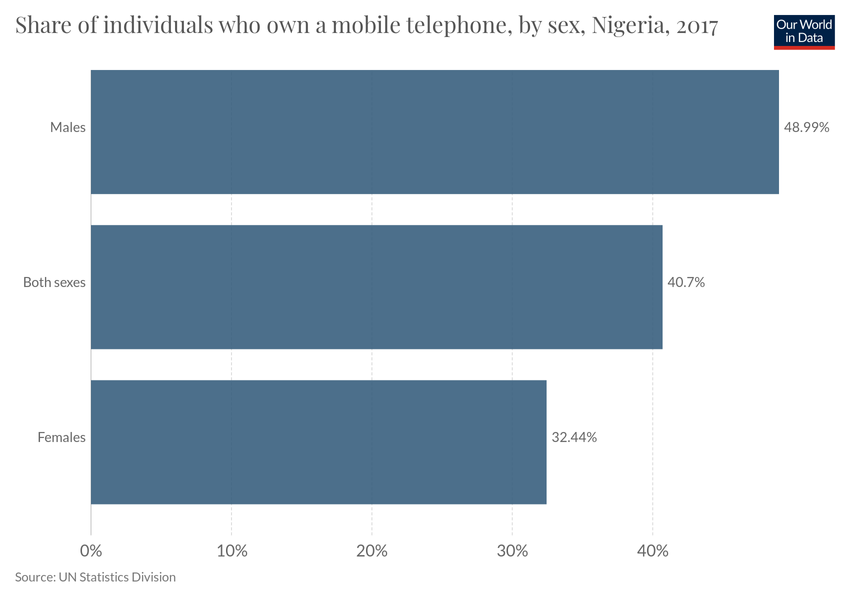 Share of individuals who own a mobile telephone, by sex, Nigeria, 2017
Our World
in Data
Males
48.99%
Both sexes
40.7%
Females
32.44%
0%
10%
20%
30%
40%
Source: UN Statistics Division